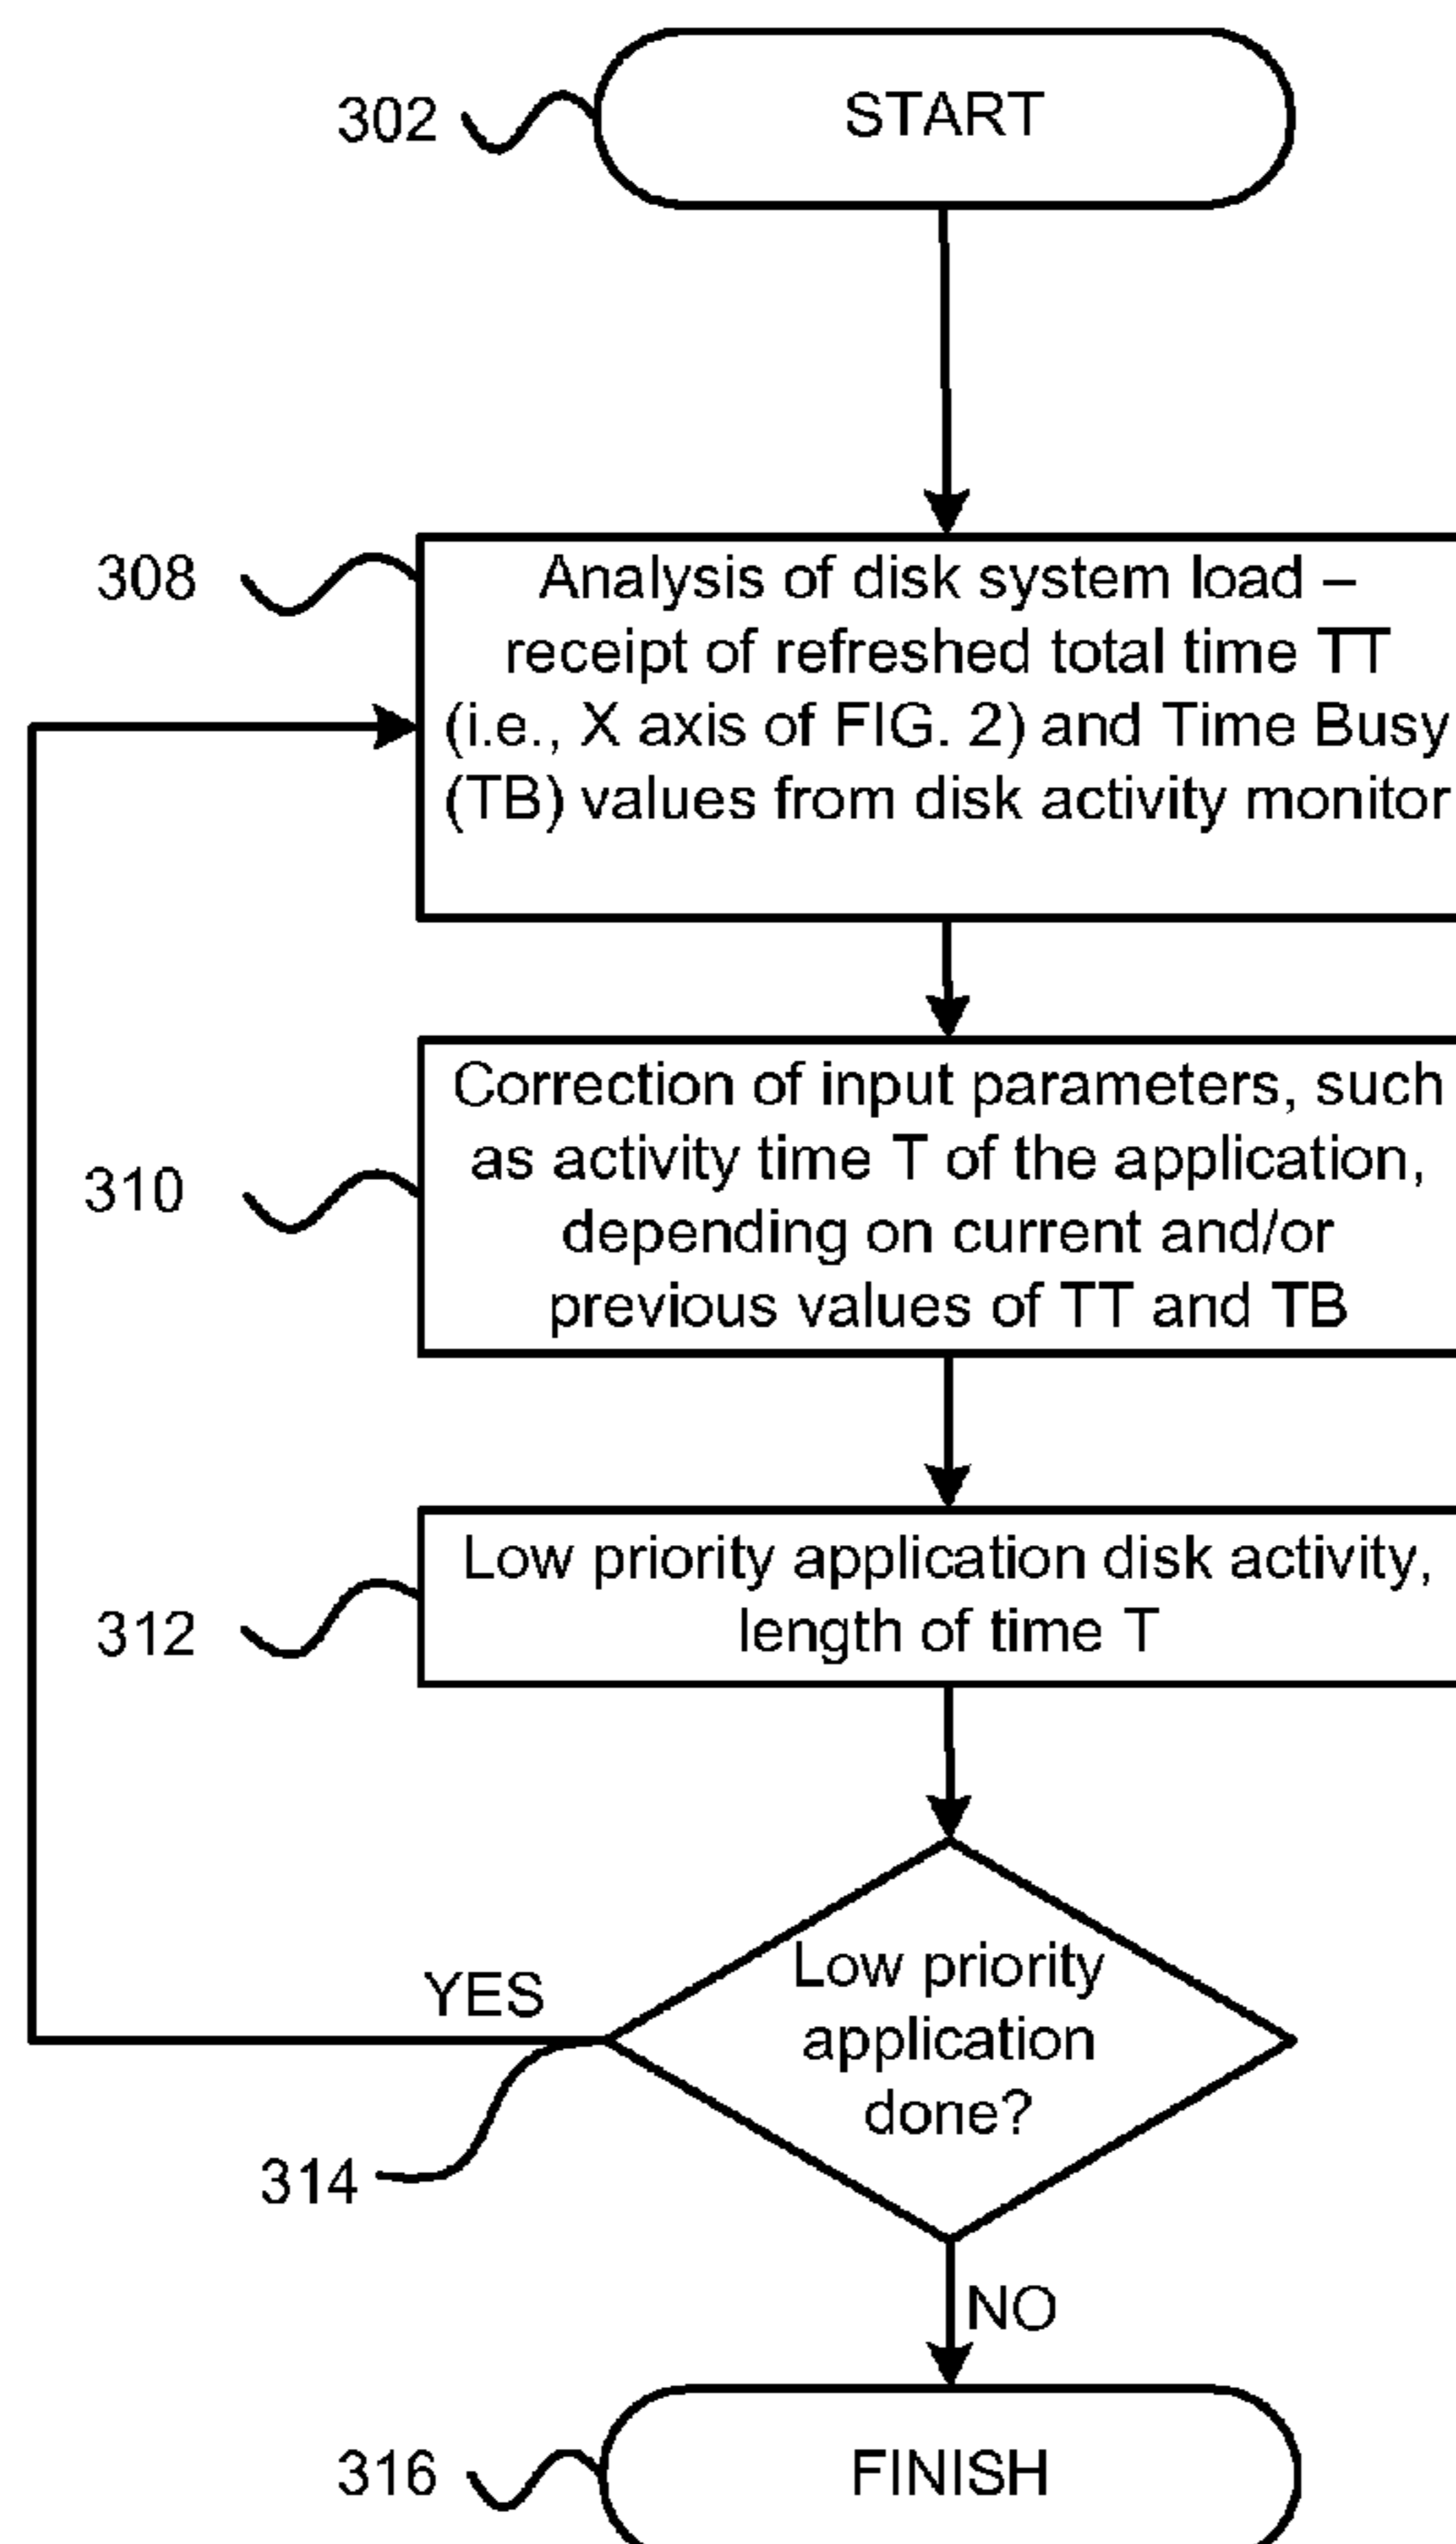 302
START
308
Analysis of disk system load –
receipt of refreshed total time TT
(i.e., X axis of FIG. 2) and Time Busy
(TB) values from disk activity monitor
310
Correction of input parameters, such
as activity time T of the application,
depending on current and/or
previous values of TT and TB
312
Low priority application disk activity,
length of time T
YES
Low priority
application
done?
314
NO
316
FINISH